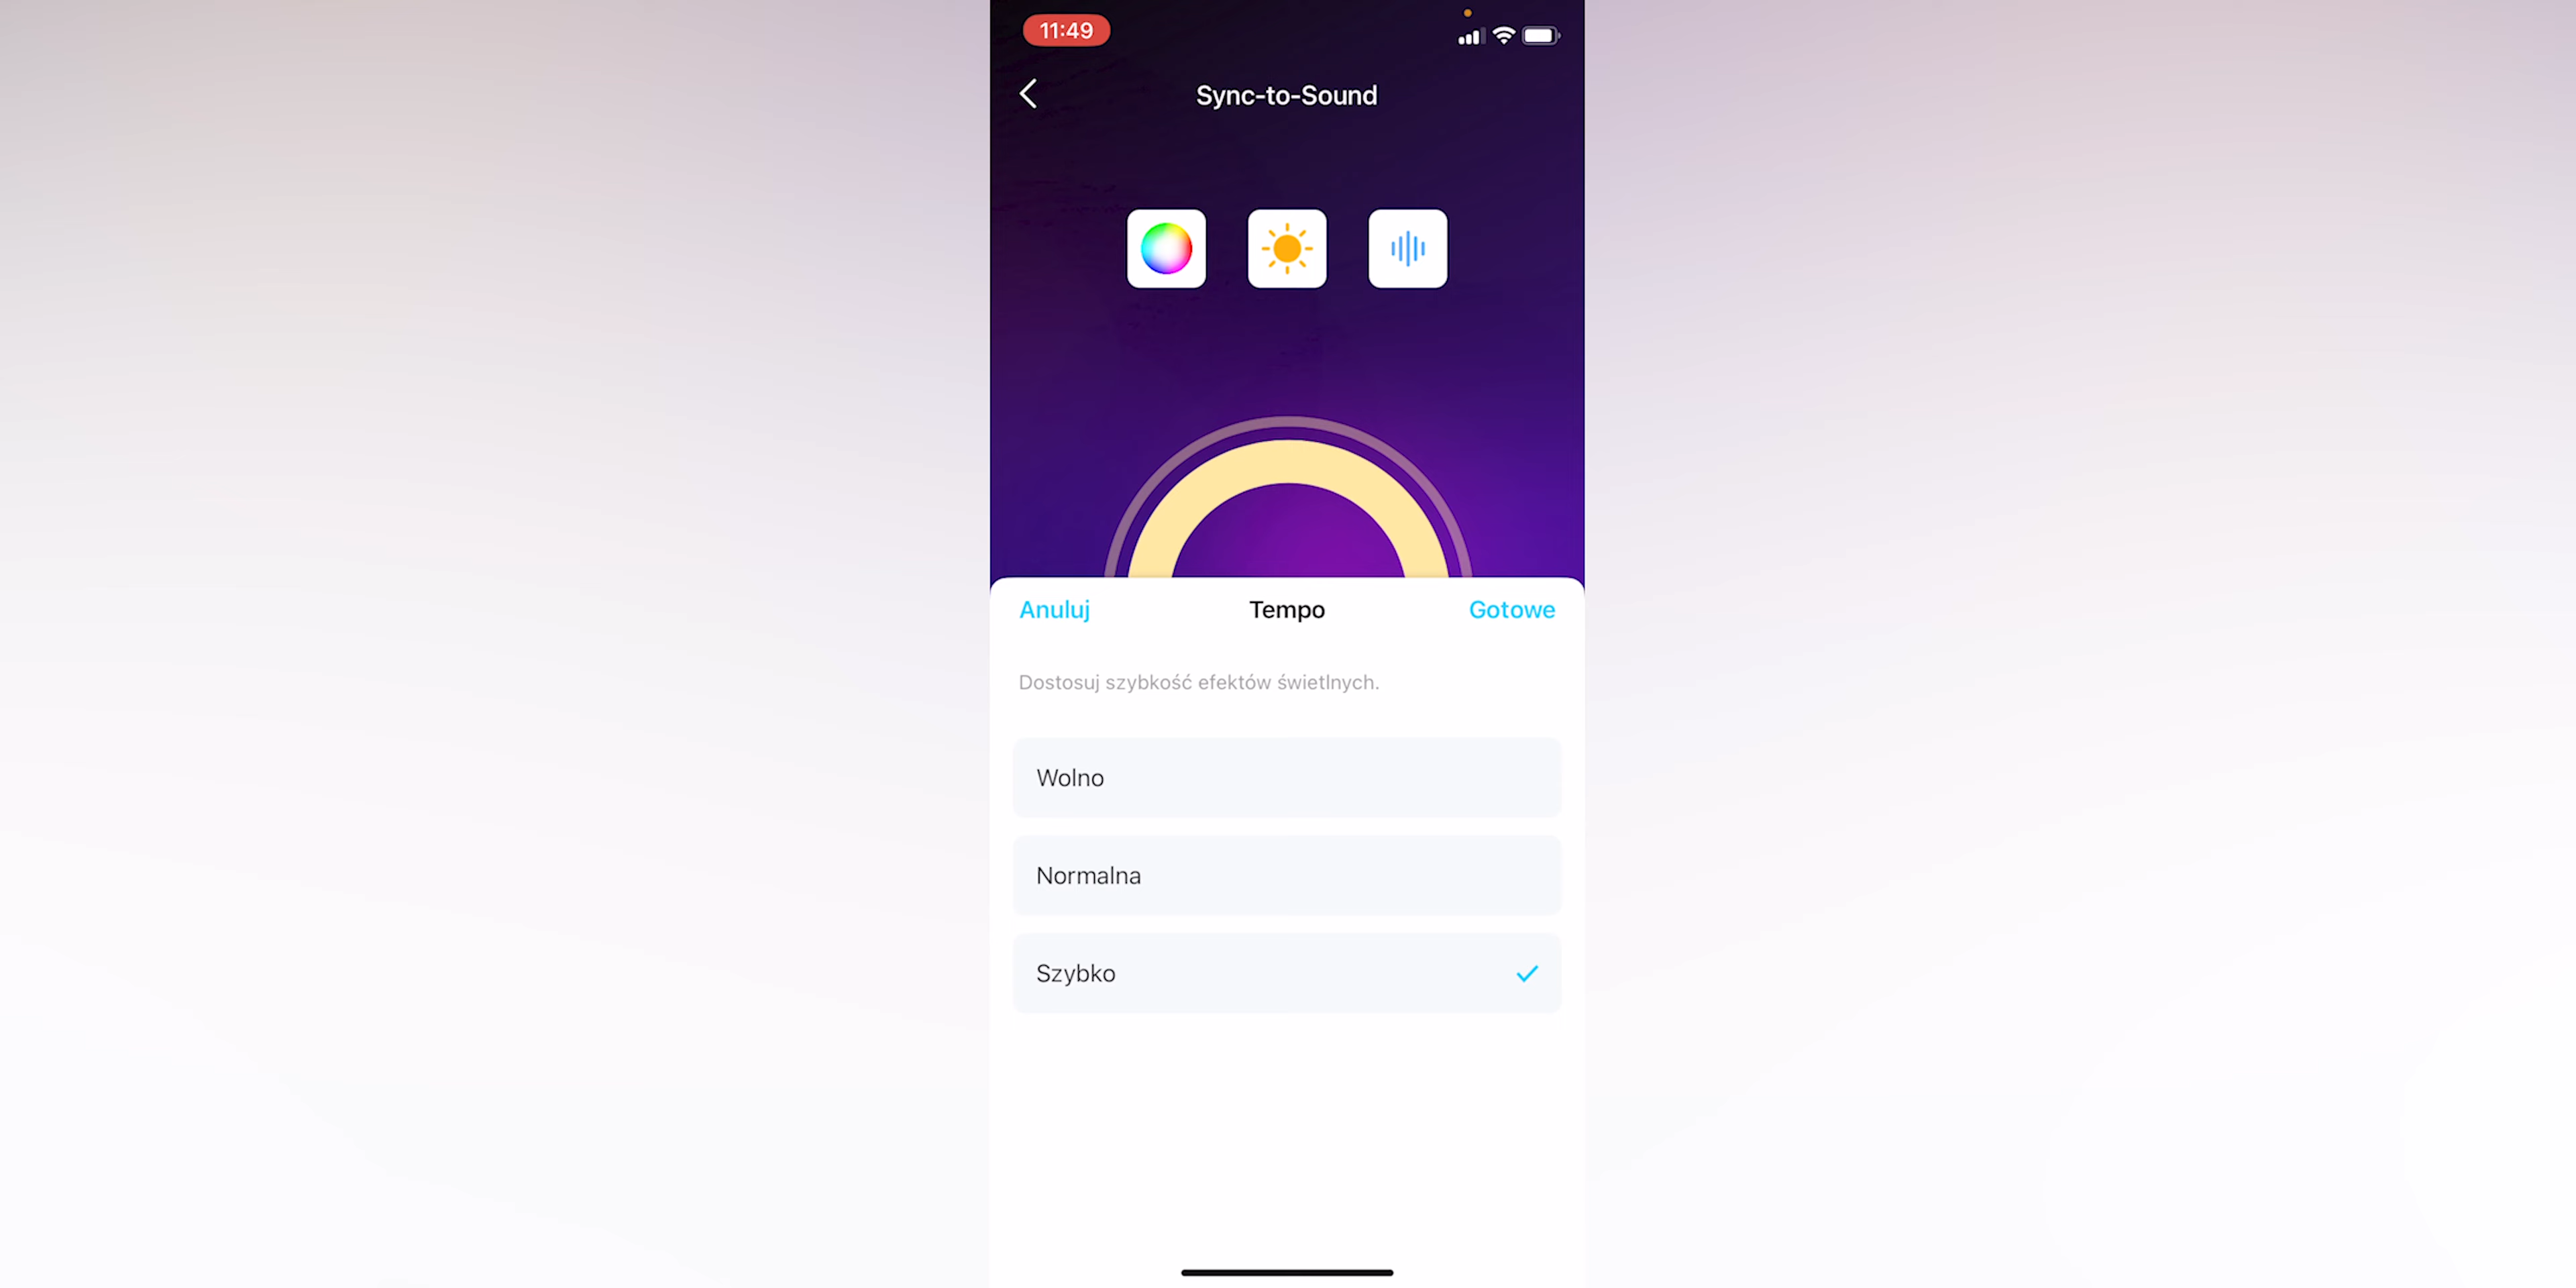 11:49
Sync-to-Sound
Anuluj Tempo Gotowe
Dostosuj szybkość efektów świetlnych.
Wolno
Normalna
Szybko